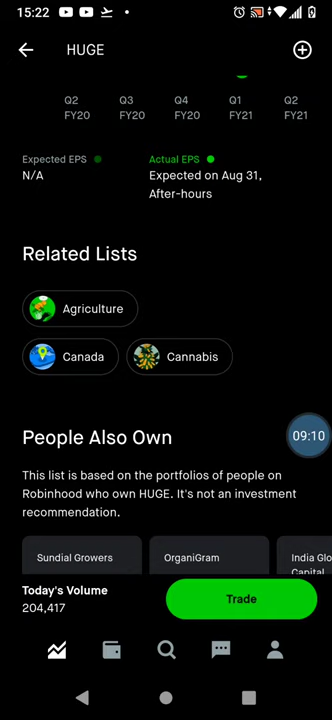 15:22
HUGE
Q2 Q3 Q4 Q1 Q2
FY20 FY20 FY20 FY21 FY21
Expected EPS
N/A
Actual EPS
Expected on Aug 31,
After-hours
Related Lists
Agriculture
Canada
Cannabis
People Also Own
09:10
This list is based on the portfolios of people on
Robinhood who own HUGE. It's not an investment
recommendation.
Sundial Growers
OrganiGram
India Glo
Capital
Today's Volume
204,417
Trade